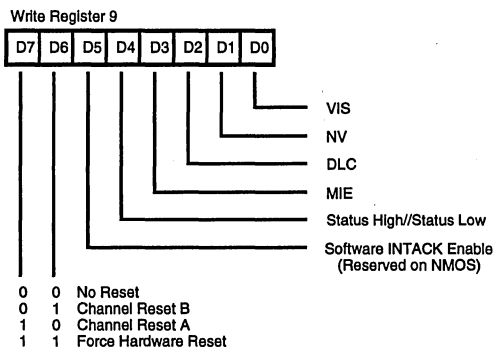 Write Register 9
D7 D6 D5 D4 D3 D2 D1 D0
VIS
NV
DLC
MIE
Status High//Status Low
Software INTACK Enable
(Reserved on NMOS)
0 0 No Reset
0 1 Channel Reset B
1 0 Channel Reset A
1 1 Force Hardware Reset